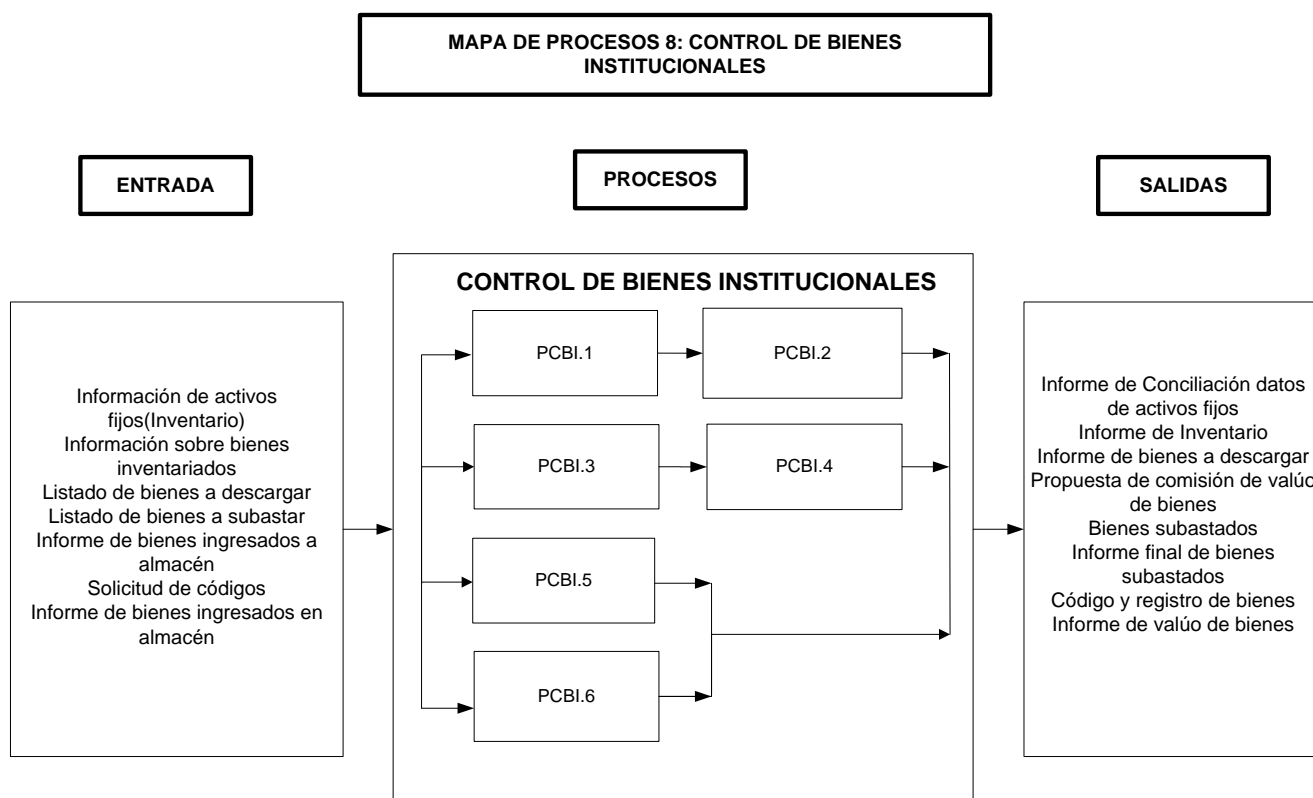 MAPA DE PROCESOS 8: CONTROL DE BIENES
INSTITUCIONALES
ENTRADA
PROCESOS
SALIDAS
Información de activos
fijos(Inventario)
Información sobre bienes
inventariados
Listado de bienes a descargar
Listado de bienes a subastar
Informe de bienes ingresados a
almacén
Solicitud de códigos
Informe de bienes ingresados en
almacén
CONTROL DE BIENES INSTITUCIONALES
PCBI.1
PCBI.2
PCBI.3
PCBI.4
PCBI.5
PCBI.6
Informe de Conciliación datos
de activos fijos
Informe de Inventario
Informe de bienes a descargar
Propuesta de comisión de valúo
de bienes
Bienes subastados
Informe final de bienes
subastados
Código y registro de bienes
Informe de valúo de bienes